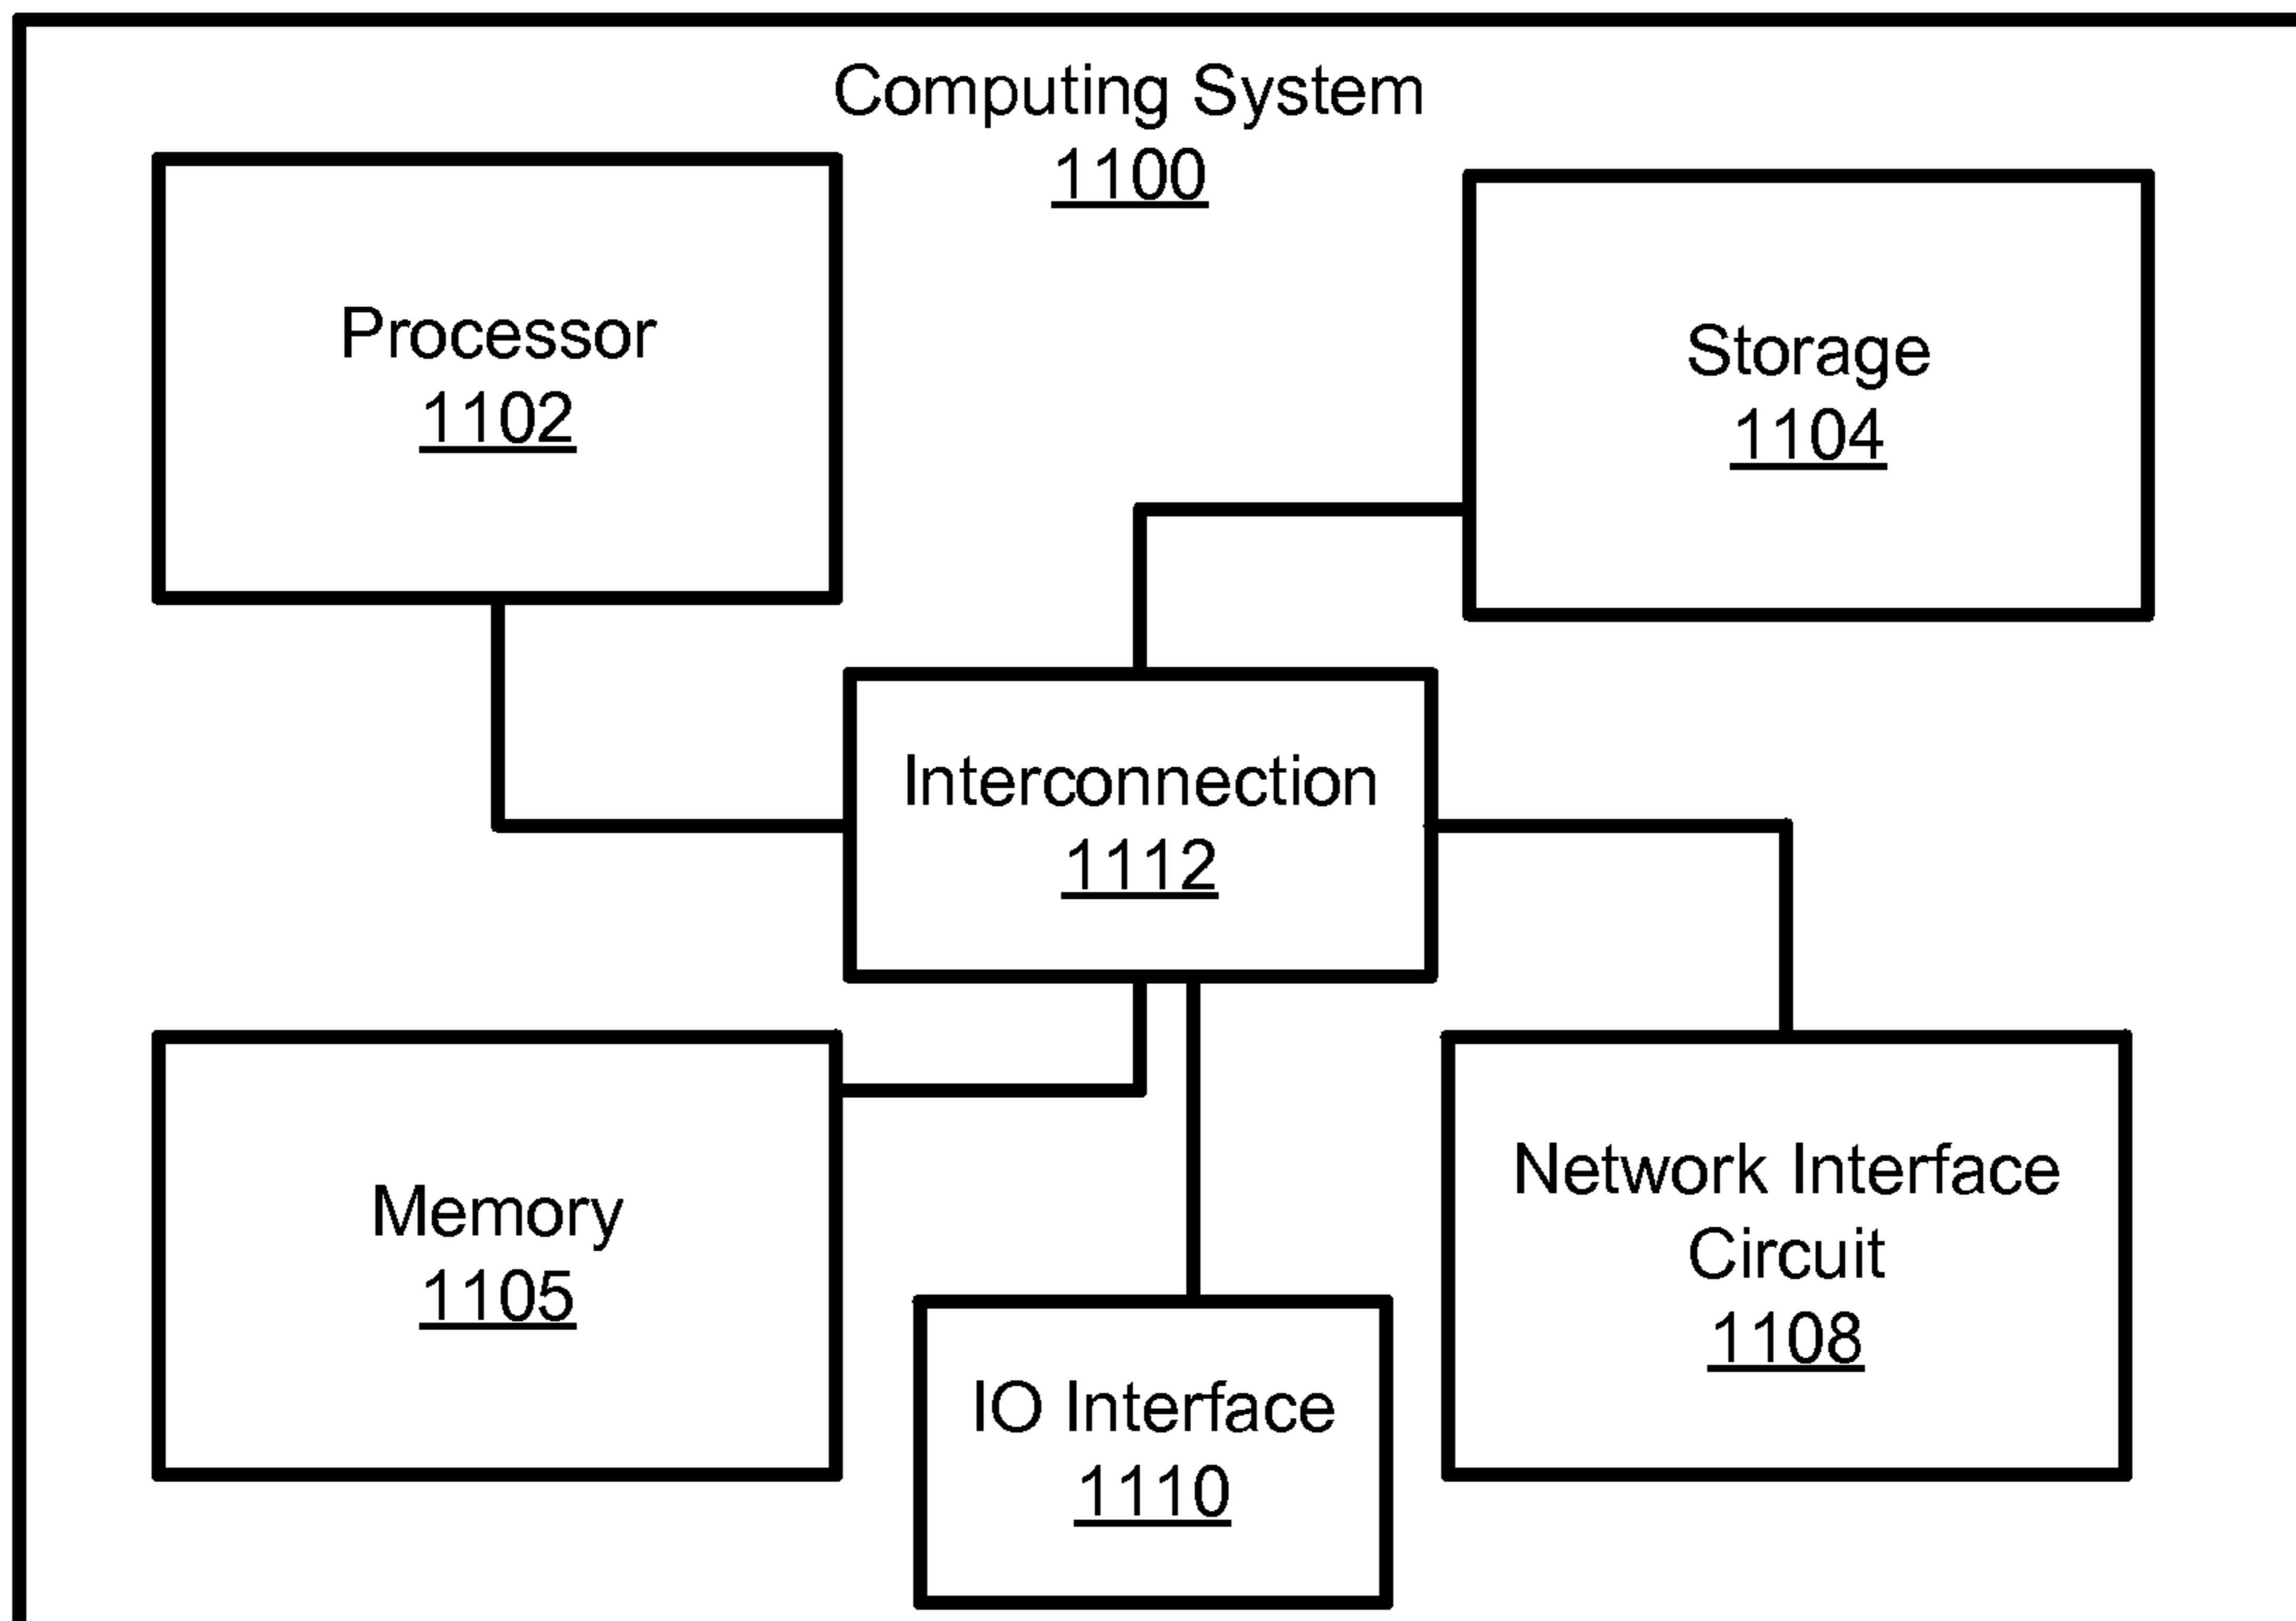 Computing System
1100
Processor
1102
Storage
1104
Interconnection
1112
Memory
1105
Network Interface
Circuit
1108
IO Interface
1110